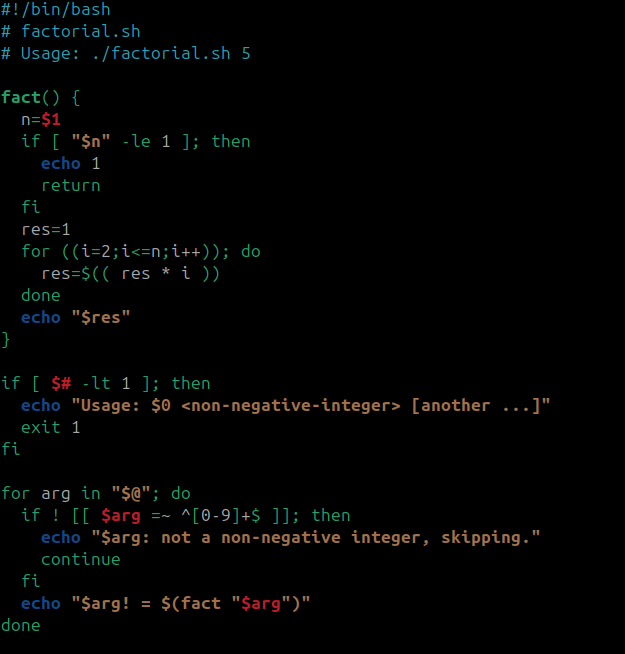 #!/bin/bash
# factorial.sh
# Usage: ./factorial.sh 5

fact() {
  n=$1
  if [ "$n" -le 1 ]; then
    echo 1
    return
  fi
  res=1
  for ((i=2;i<=n;i++)); do
    res=$(( res * i ))
  done
  echo "$res"
}

if [ $# -lt 1 ]; then
  echo "Usage: $0 <non-negative-integer> [another ...]"
  exit 1
fi

for arg in "$@"; do
  if ! [[ $arg =~ ^[0-9]+$ ]]; then
    echo "$arg: not a non-negative integer, skipping."
    continue
  fi
  echo "$arg! = $(fact "$arg")"
done